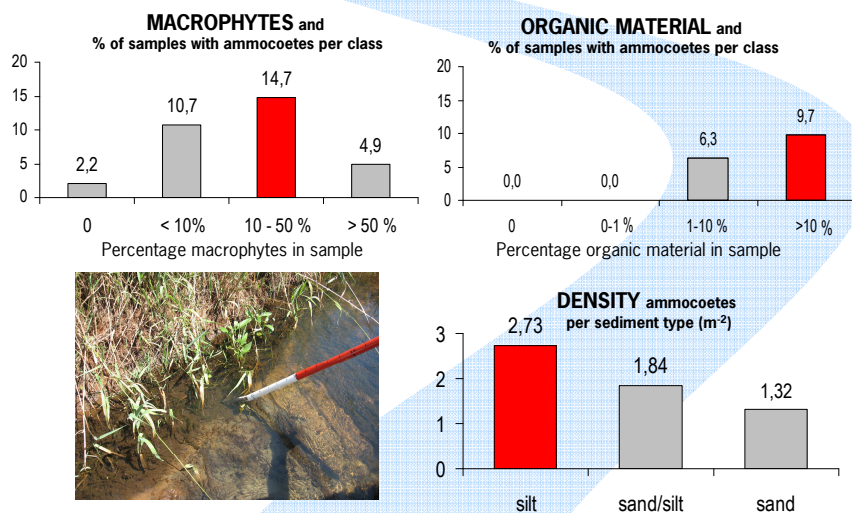 MACROPHYTES and
% of samples with ammocoetes per class
20
15
10
5
0
2,2
10,7
14,7
4,9
0
< 10%
10 - 50 %
> 50 %
Percentage macrophytes in sample
ORGANIC MATERIAL and
% of samples with ammocoetes per class
20
15
10
5
0
0,0
0,0
6,3
9,7
0
0-1 %
1-10 %
>10 %
Percentage organic material in sample
DENSITY ammocoetes
per sediment type (m⁻²)
3
2
1
0
2,73
1,84
1,32
silt
sand/silt
sand